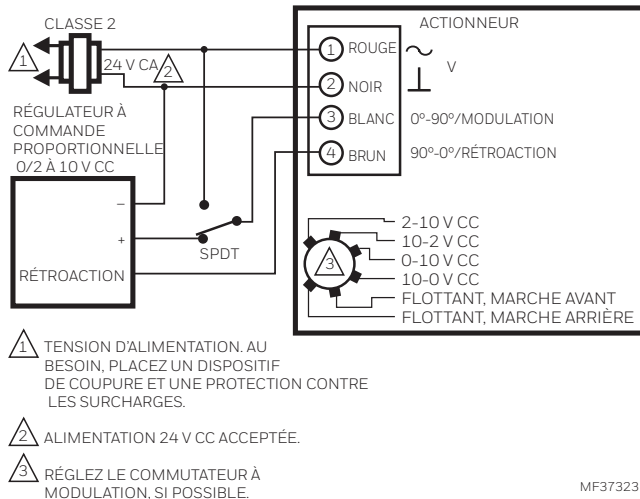 CLASSE 2
1
24 V CA
2
RÉGULATEUR À
COMMANDE
PROPORTIONNELLE
0/2 À 10 V CC
–
+
RÉTROACTION
SPDT
ACTIONNEUR
1 ROUGE
V
2 NOIR
3 BLANC 0º-90º/MODULATION
4 BRUN 90º-0º/RÉTROACTION
3
2-10 V CC
10-2 V CC
0-10 V CC
10-0 V CC
FLOTTANT, MARCHE AVANT
FLOTTANT, MARCHE ARRIÈRE
1 TENSION D'ALIMENTATION. AU
BESOIN, PLACEZ UN DISPOSITIF
DE COUPURE ET UNE PROTECTION CONTRE
LES SURCHARGES.
2 ALIMENTATION 24 V CC ACCEPTÉE.
3 RÉGLEZ LE COMMUTATEUR À
MODULATION, SI POSSIBLE.
MF37323